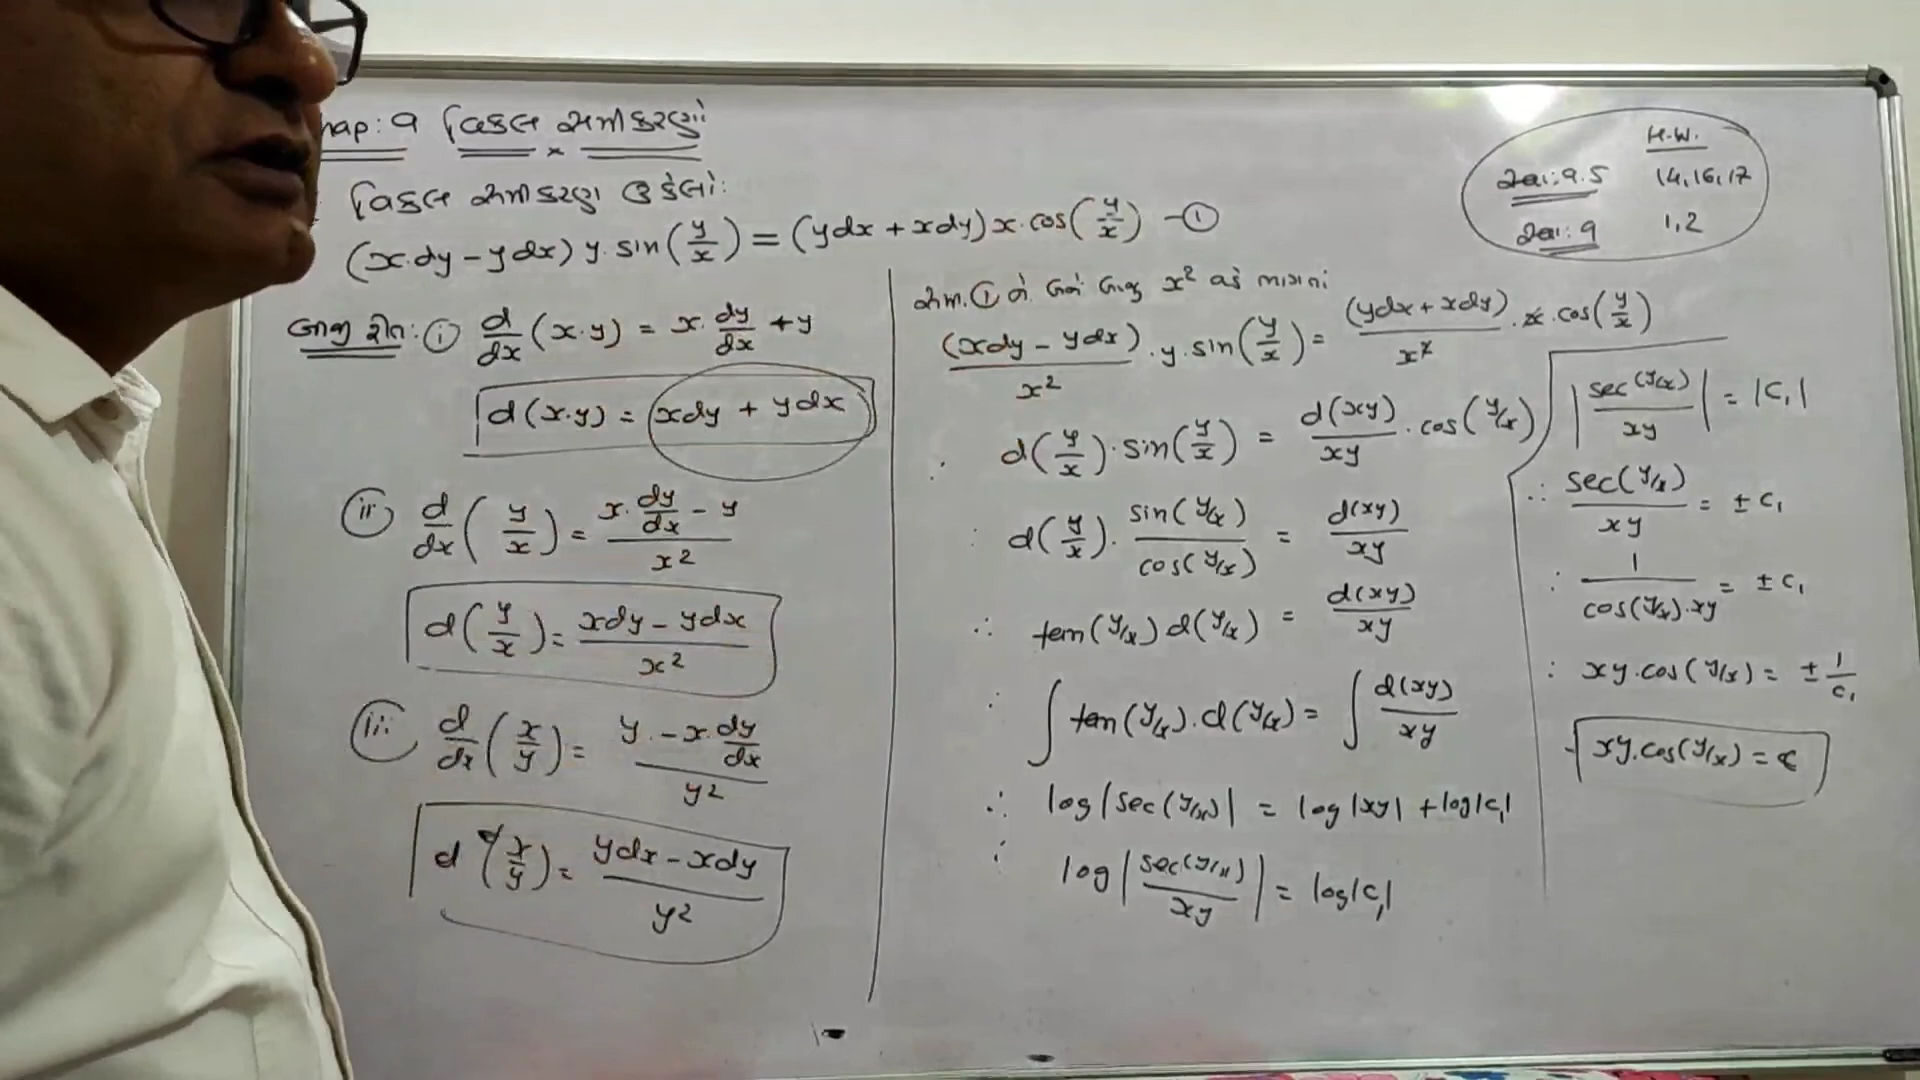 hap: 9 વિકલ સમીકરણો
વિકલ સમીકરણ ઉકેલો:
(x·dy − ydx) y·sin(y/x) = (ydx + xdy) x·cos(y/x) —①
(i) d/dx (x·y) = x·dy/dx + y
d(x·y) = xdy + ydx
(ii) d/dx (y/x) = (x·dy/dx − y)/x²
d(y/x) = (xdy − ydx)/x²
(iii) d/dx (x/y) = (y·−x·dy/dx)/y²
d(x/y) = (ydx − xdy)/y²
સમ. ① ને બંને બાજુ x² વડે ભાગતાં
(xdy − ydx)/x² · y·sin(y/x) = (ydx + xdy)/x² · x·cos(y/x)
d(y/x)·sin(y/x) = d(xy)/xy · cos(y/x)
∴ d(y/x)· sin(y/x)/cos(y/x) = d(xy)/xy
∴ tan(y/x) d(y/x) = d(xy)/xy
∴ ∫ tan(y/x)·d(y/x) = ∫ d(xy)/xy
∴ log|sec(y/x)| = log|xy| + log|c₁|
∴ log|sec(y/x)/xy| = log|c₁|
|sec(y/x)/xy| = |c₁|
∴ sec(y/x)/xy = ± c₁
∴ 1/(cos(y/x)·xy) = ± c₁
∴ xy·cos(y/x) = ± 1/c₁
xy·cos(y/x) = c
H.W.
સ્વા: 9.5 14, 16, 17
સ્વા: 9 1, 2